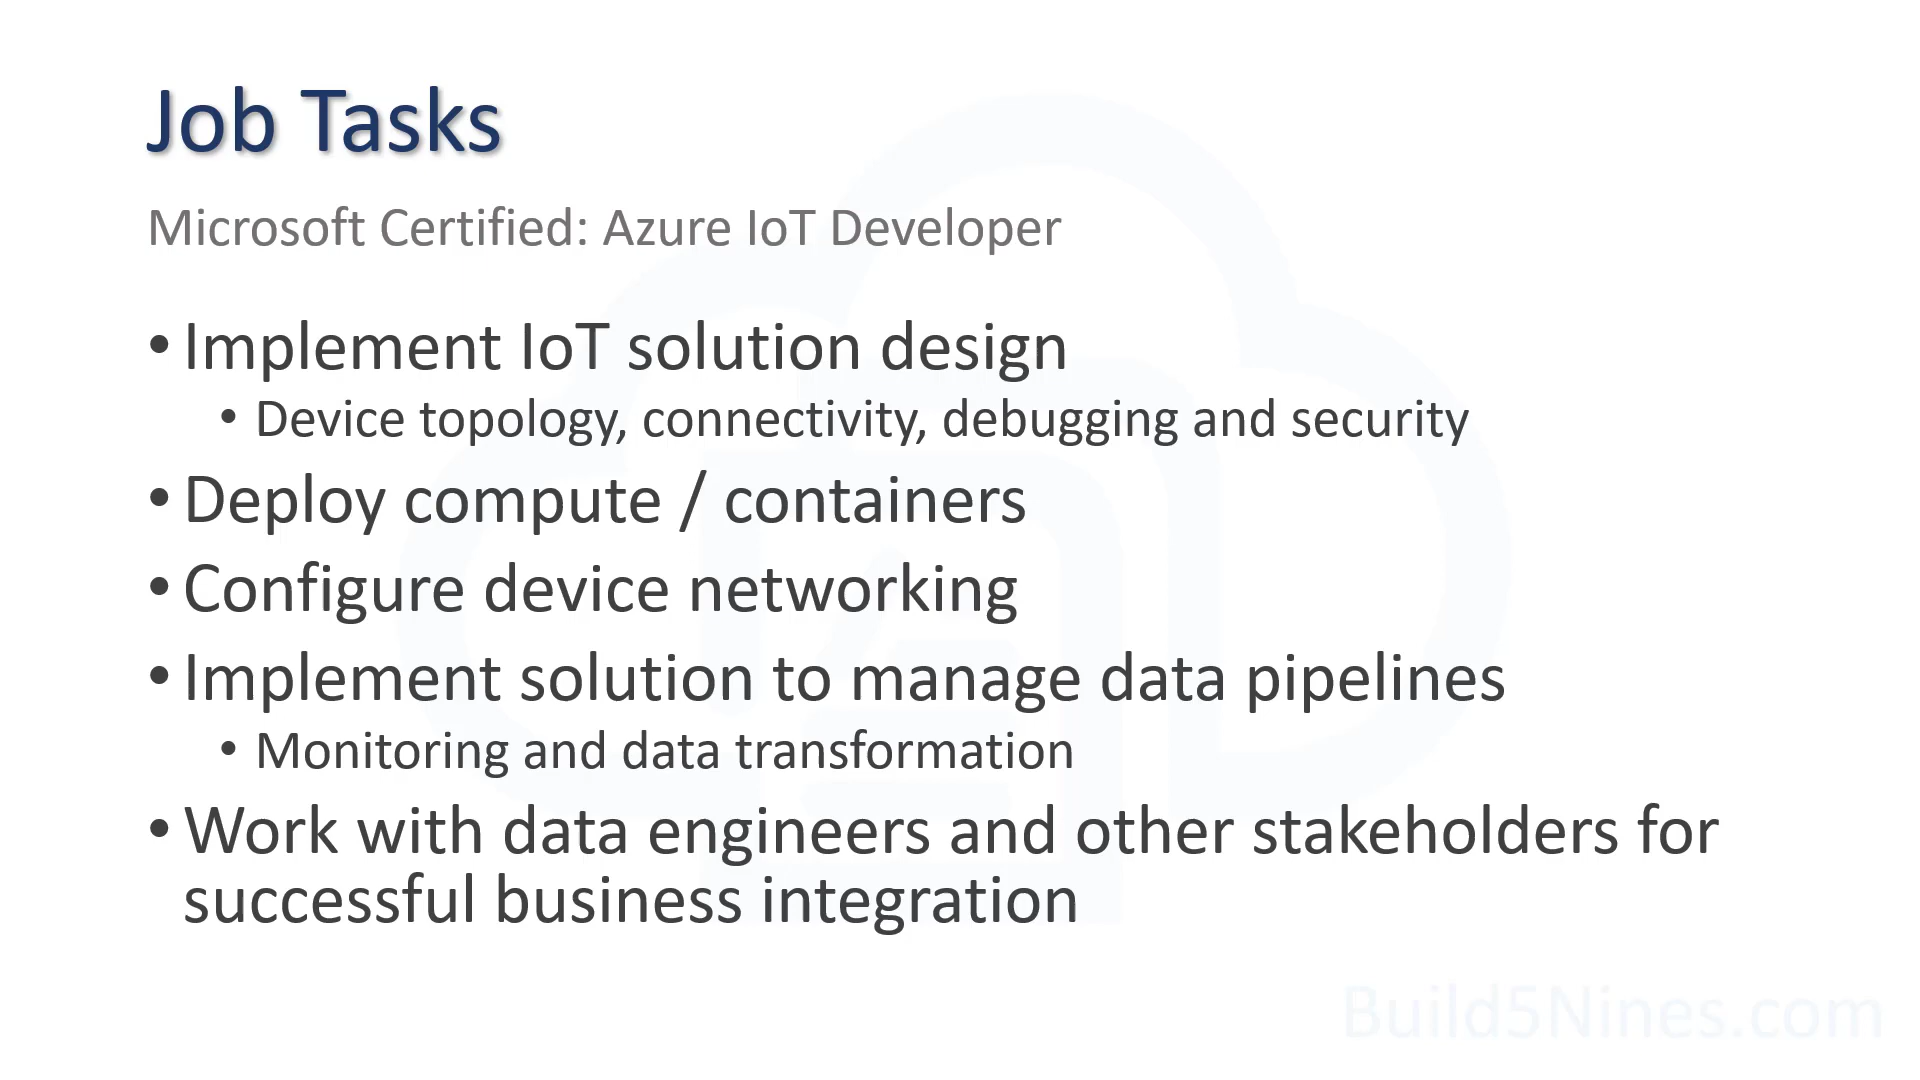 Job Tasks
Microsoft Certified: Azure IoT Developer
• Implement IoT solution design
• Device topology, connectivity, debugging and security
• Deploy compute / containers
• Configure device networking
• Implement solution to manage data pipelines
• Monitoring and data transformation
• Work with data engineers and other stakeholders for
successful business integration
Build5Nines.com